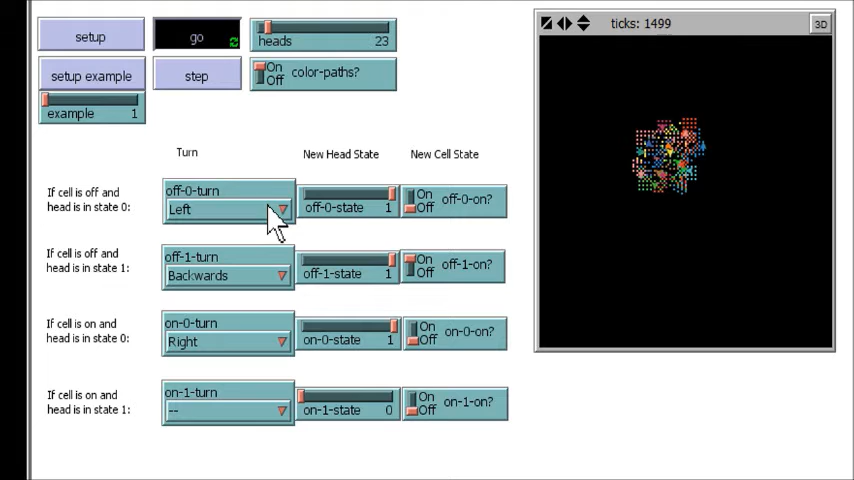 setup
go
heads 23
ticks: 1499
3D
setup example
step
On
Off
color-paths?
example 1
Turn
New Head State
New Cell State
If cell is off and
head is in state 0:
off-0-turn
Left
off-0-state 1
On
Off
off-0-on?
If cell is off and
head is in state 1:
off-1-turn
Backwards
off-1-state 1
On
Off
off-1-on?
If cell is on and
head is in state 0:
on-0-turn
Right
on-0-state 1
On
Off
on-0-on?
If cell is on and
head is in state 1:
on-1-turn
--
on-1-state 0
On
Off
on-1-on?